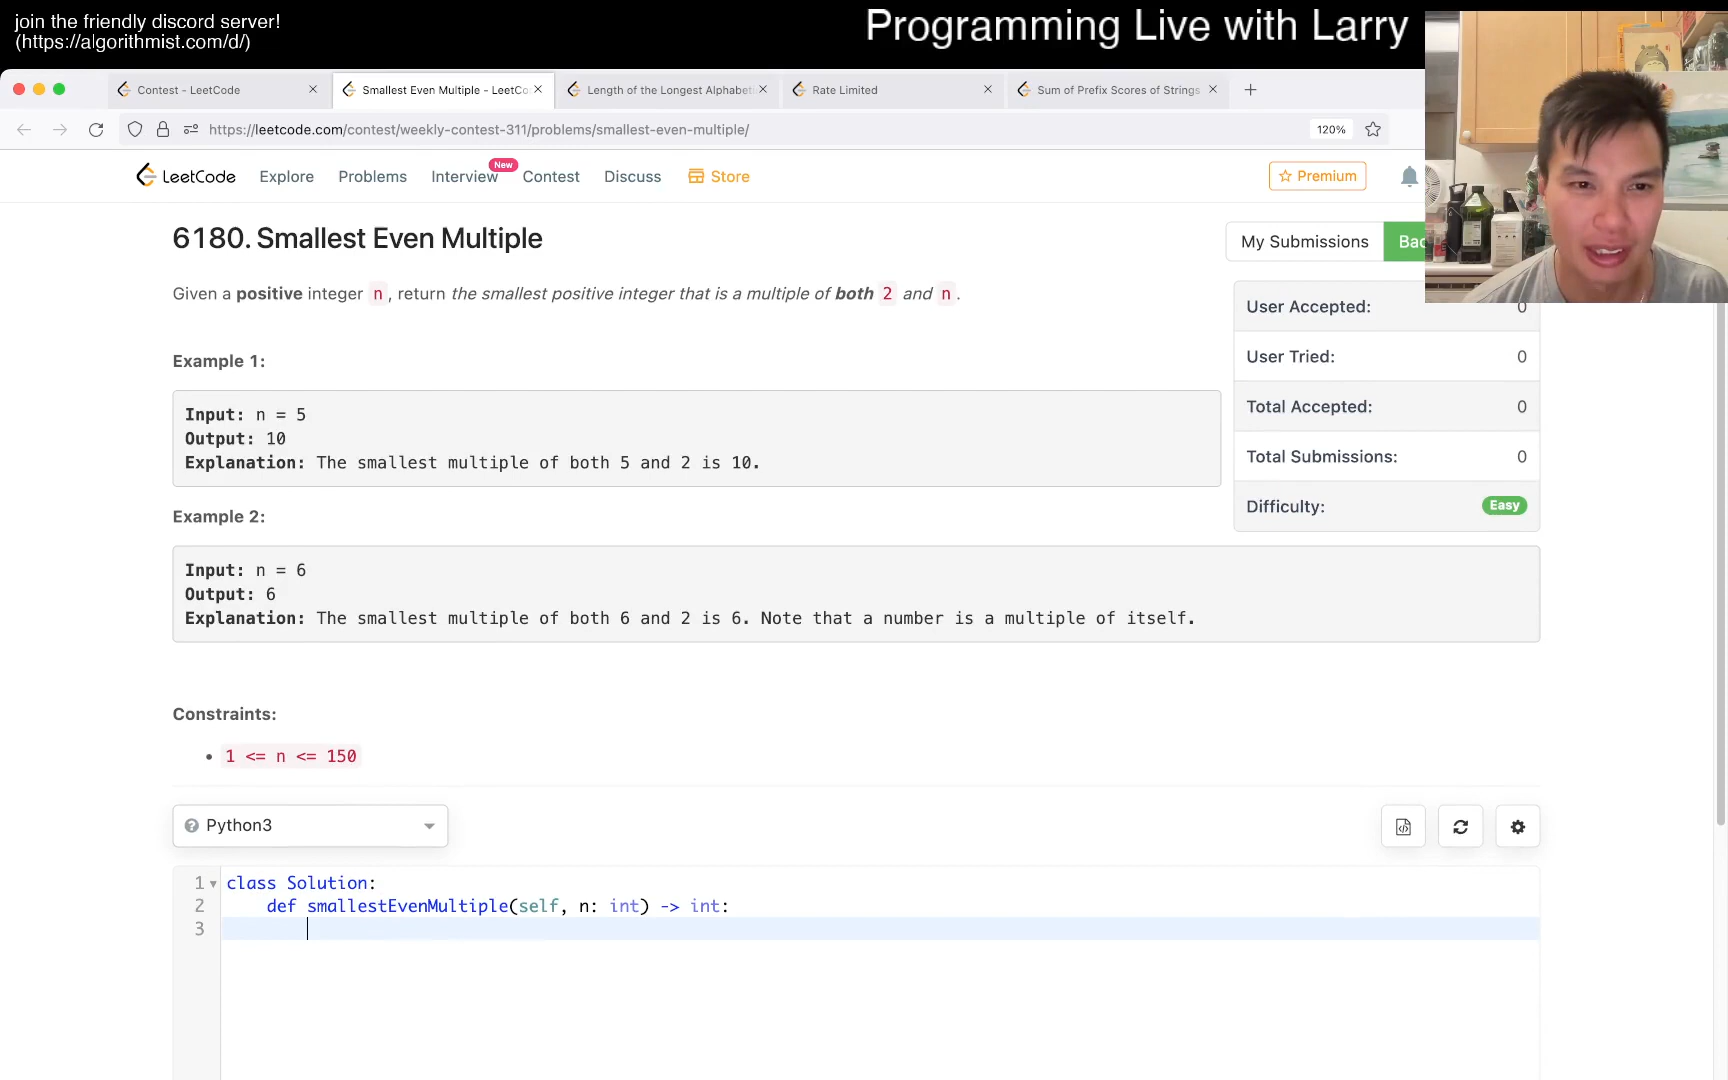 join the friendly discord server!
(https://algorithmist.com/d/)
Programming Live with Larry
Contest - LeetCode
Smallest Even Multiple - LeetCo
Length of the Longest Alphabeti
Rate Limited
Sum of Prefix Scores of Strings
https://leetcode.com/contest/weekly-contest-311/problems/smallest-even-multiple/
120%
LeetCode
Explore
Problems
Interview
New
Contest
Discuss
Store
Premium
6180. Smallest Even Multiple
My Submissions
Bac
Given a positive integer n, return the smallest positive integer that is a multiple of both 2 and n.
User Accepted: 0
User Tried: 0
Total Accepted: 0
Total Submissions: 0
Difficulty: Easy
Example 1:
Input: n = 5
Output: 10
Explanation: The smallest multiple of both 5 and 2 is 10.
Example 2:
Input: n = 6
Output: 6
Explanation: The smallest multiple of both 6 and 2 is 6. Note that a number is a multiple of itself.
Constraints:
• 1 <= n <= 150
Python3
1 class Solution:
2     def smallestEvenMultiple(self, n: int) -> int:
3